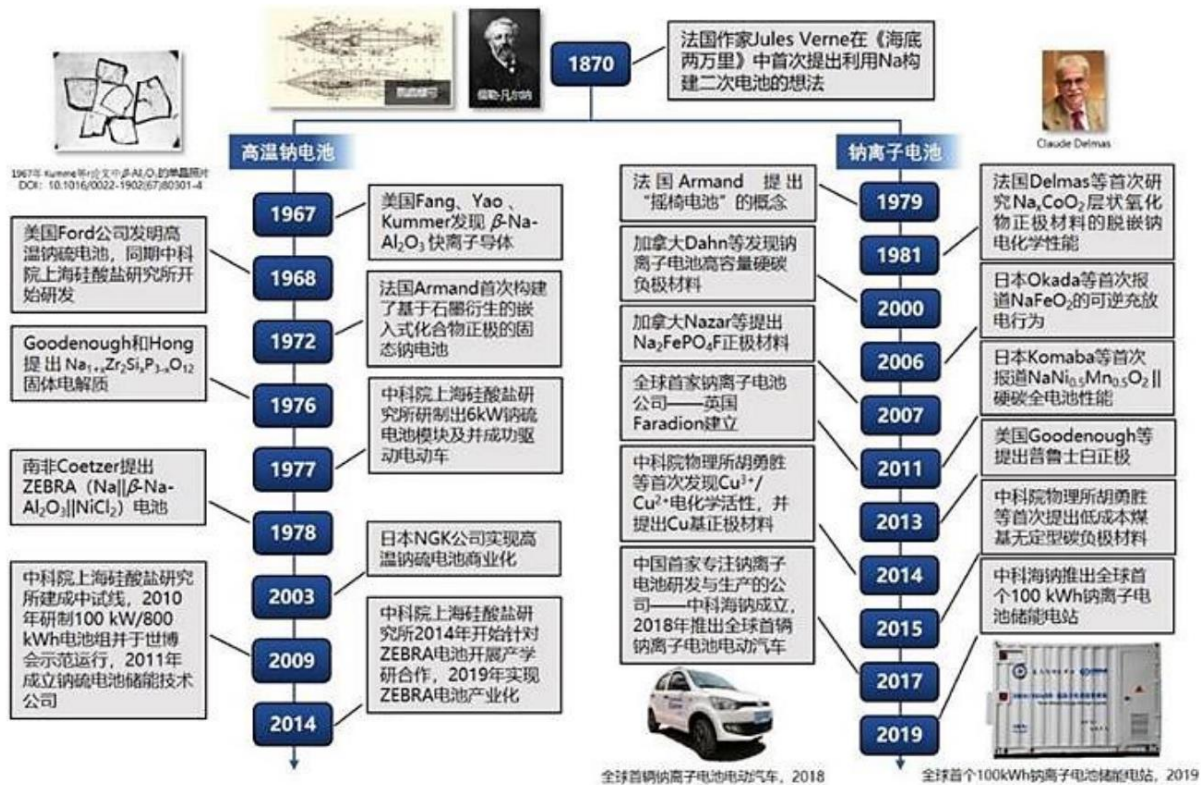 1870
法国作家Jules Verne在《海底
两万里》中首次提出利用Na构
建二次电池的想法
鹦鹉螺号
儒勒·凡尔纳
Claude Delmas
1967年 Kumme等r论文中β-Al₂O₃的单晶照片
DOI: 10.1016/0022-1902(67)80301-4
高温钠电池
1967
美国Fang、Yao 、
Kummer发现 β-Na-
Al₂O₃ 快离子导体
美国Ford公司发明高
温钠硫电池，同期中科
院上海硅酸盐研究所开
始研发
1968
法国Armand首次构建
了基于石墨衍生的嵌
入式化合物正极的固
态钠电池
1972
Goodenough和Hong
提出Na₁₊ₓZr₂SiₓP₃₋ₓO₁₂
固体电解质
1976
中科院上海硅酸盐研
究所研制出6kW钠硫
电池模块及并成功驱
动电动车
1977
南非Coetzer提出
ZEBRA（Na||β-Na-
Al₂O₃||NiCl₂）电池
1978
日本NGK公司实现高
温钠硫电池商业化
2003
中科院上海硅酸盐研究
所建成中试线，2010
年研制100 kW/800
kWh电池组并于世博
会示范运行，2011年
成立钠硫电池储能技术
公司
2009
中科院上海硅酸盐研
究所2014年开始针对
ZEBRA电池开展产学
研合作，2019年实现
ZEBRA电池产业化
2014
钠离子电池
法国Armand 提出
“摇椅电池”的概念
1979
法国Delmas等首次研
究NaₓCoO₂层状氧化
物正极材料的脱嵌钠
电化学性能
1981
加拿大Dahn等发现钠
离子电池高容量硬碳
负极材料
2000
日本Okada等首次报
道NaFeO₂的可逆充放
电行为
2006
加拿大Nazar等提出
Na₂FePO₄F正极材料
2007
日本Komaba等首次
报道NaNi₀.₅Mn₀.₅O₂||
硬碳全电池性能
全球首家钠离子电池
公司——英国
Faradion建立
2011
美国Goodenough等
提出普鲁士白正极
2013
中科院物理所胡勇胜
等首次发现Cu³⁺/
Cu²⁺电化学活性，并
提出Cu基正极材料
2014
中科院物理所胡勇胜
等首次提出低成本煤
基无定型碳负极材料
2015
中国首家专注钠离子
电池研发与生产的公
司——中科海钠成立，
2018年推出全球首辆
钠离子电池电动汽车
2017
中科海钠推出全球首
个100 kWh钠离子电
池储能电站
2019
全球首辆钠离子电池电动汽车，2018
全球首个100kWh钠离子电池储能电站，2019